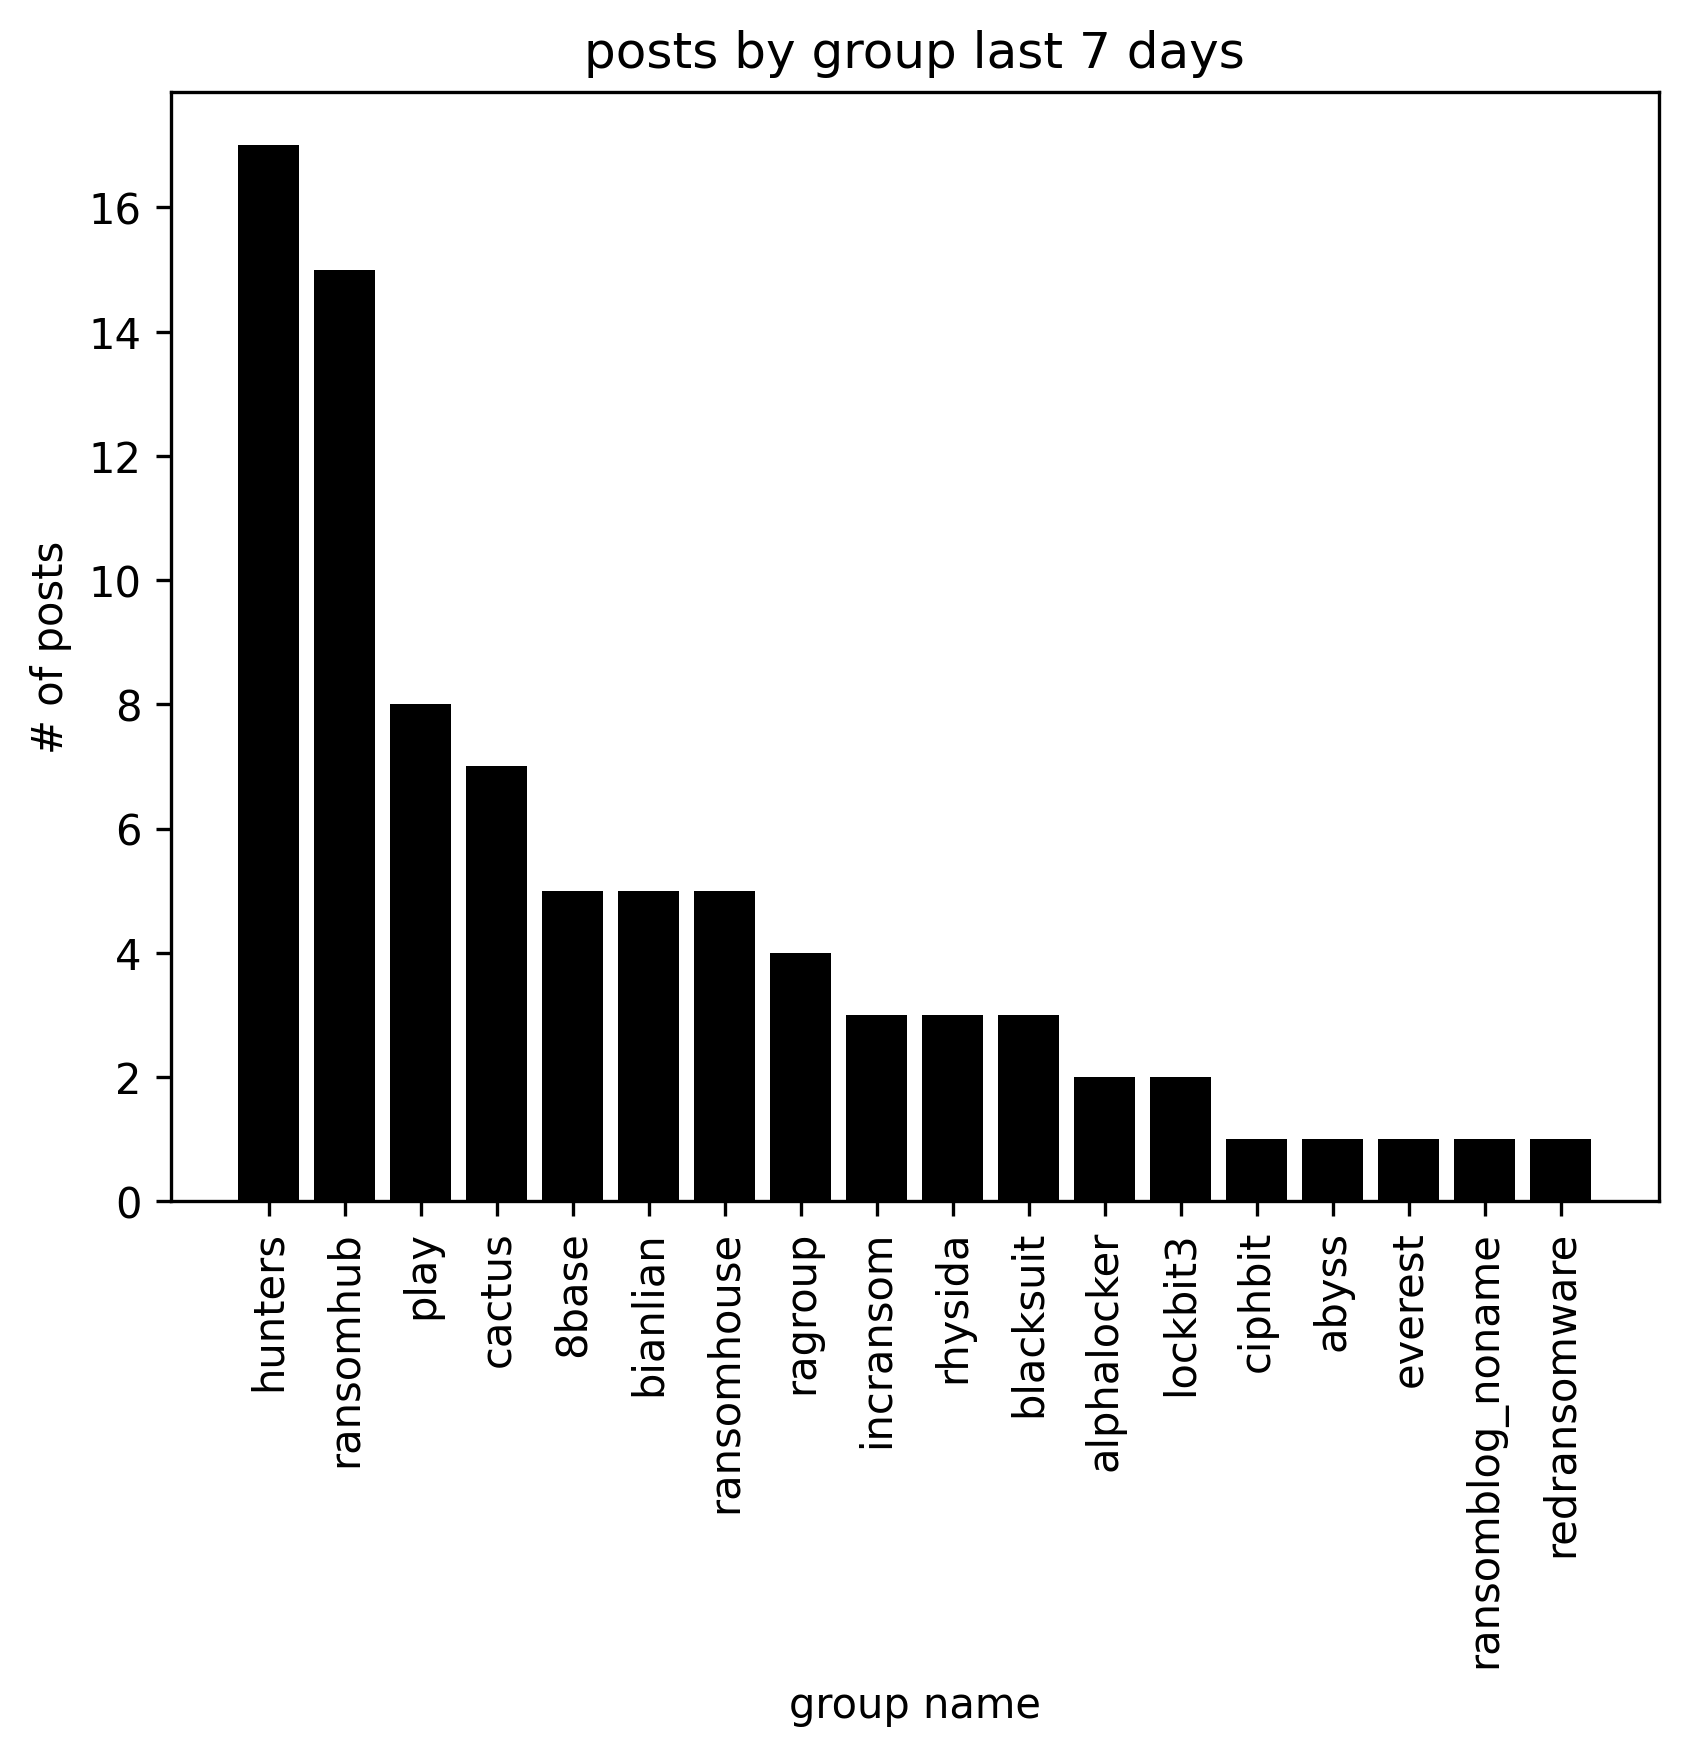 posts by group last 7 days
# of posts
16
14
12
10
8
6
4
2
0
hunters
ransomhub
play
cactus
8base
bianlian
ransomhouse
ragroup
incransom
rhysida
blacksuit
alphalocker
lockbit3
ciphbit
abyss
everest
ransomblog_noname
redransomware
group name